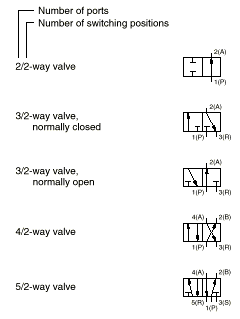 Number of ports
Number of switching positions
2/2-way valve
2(A)
1(P)
3/2-way valve,
normally closed
2(A)
1(P) 3(R)
3/2-way valve,
normally open
2(A)
1(P) 3(R)
4/2-way valve
4(A) 2(B)
1(P) 3(R)
5/2-way valve
4(A) 2(B)
5(R) 1(P) 3(S)